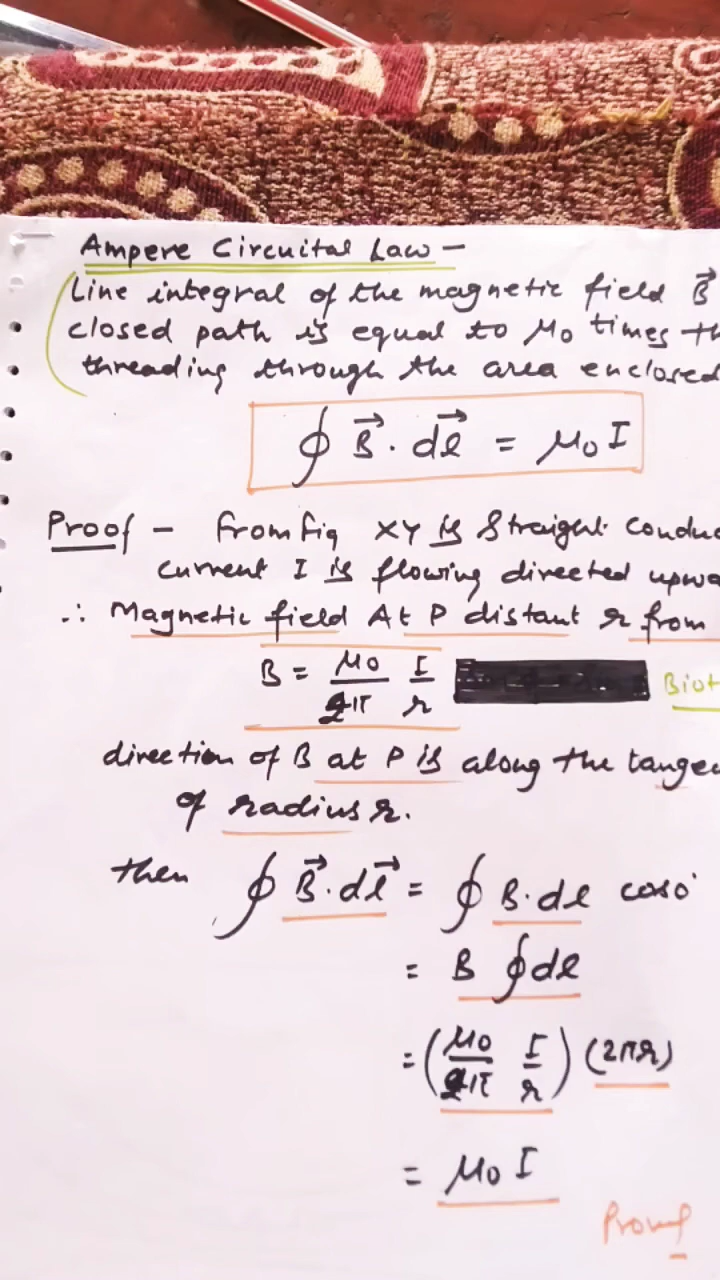 Ampere Circuital Law -
Line integral of the magnetic field B⃗
closed path is equal to μ₀ times th
threading through the area enclosed
∮ B⃗ . dl⃗ = μ₀ I
Proof - From fig XY is Straight Conduc
current I is flowing directed upwa
∴ Magnetic field At P distant r from
B = μ₀/2π I/r Biot
direction of B at P is along the tange
of radius r.
then ∮ B⃗ . dl⃗ = ∮ B . dl cos0°
= B ∮ dl
= (μ₀/2π I/r) (2πr)
= μ₀ I
Proof